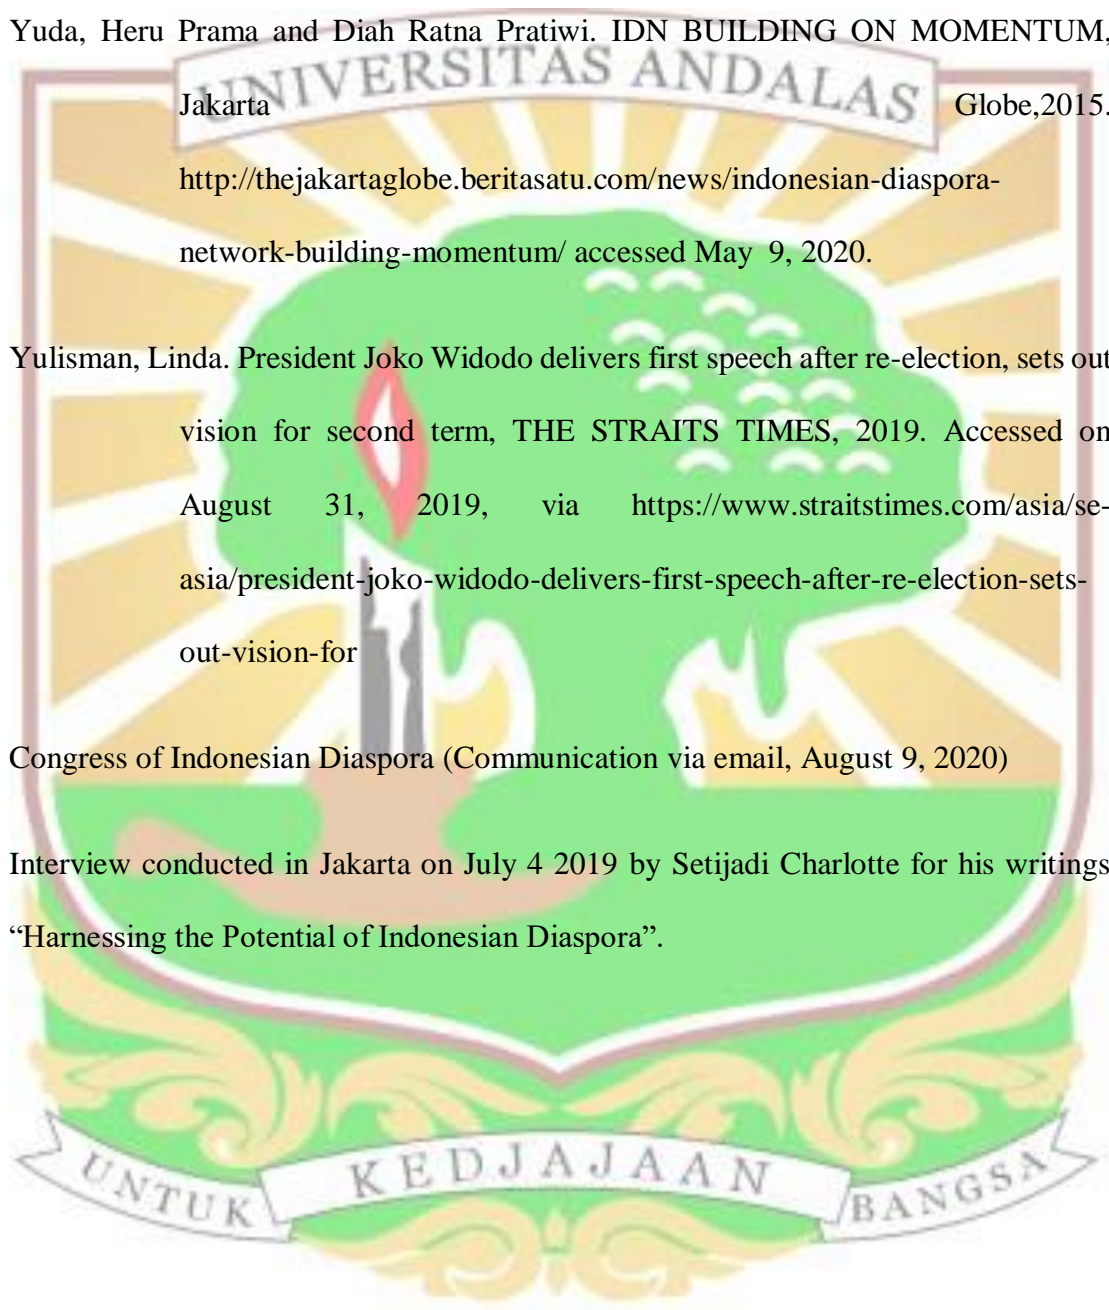 Yuda, Heru Prama and Diah Ratna Pratiwi. IDN BUILDING ON MOMENTUM,
UNIVERSITAS ANDALAS
Jakarta Globe,2015.
http://thejakartaglobe.beritasatu.com/news/indonesian-diaspora-
network-building-momentum/ accessed May 9, 2020.
Yulisman, Linda. President Joko Widodo delivers first speech after re-election, sets out
vision for second term, THE STRAITS TIMES, 2019. Accessed on
August 31, 2019, via https://www.straitstimes.com/asia/se-
asia/president-joko-widodo-delivers-first-speech-after-re-election-sets-
out-vision-for
Congress of Indonesian Diaspora (Communication via email, August 9, 2020)
Interview conducted in Jakarta on July 4 2019 by Setijadi Charlotte for his writings
“Harnessing the Potential of Indonesian Diaspora”.
UNTUK KEDJAJAAN BANGSA